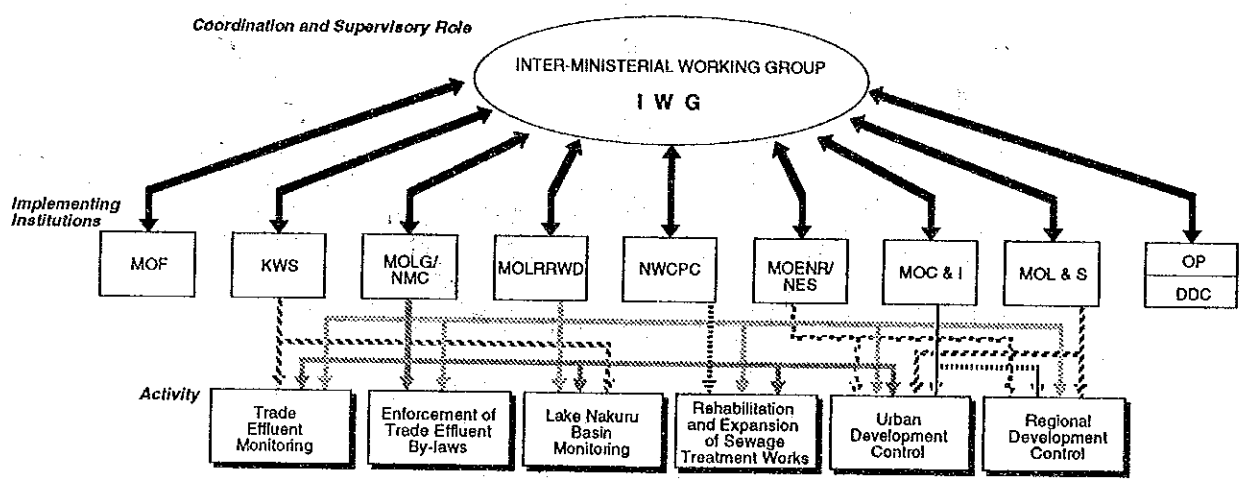 Coordination and Supervisory Role
INTER-MINISTERIAL WORKING GROUP
I W G
Implementing
Institutions
MOF
KWS
MOLG/
NMC
MOLRRWD
NWCPC
MOENR/
NES
MOC & I
MOL & S
OP
DDC
Activity
Trade
Effluent
Monitoring
Enforcement of
Trade Effluent
By-laws
Lake Nakuru
Basin
Monitoring
Rehabilitation
and Expansion
of Sewage
Treatment Works
Urban
Development
Control
Regional
Development
Control